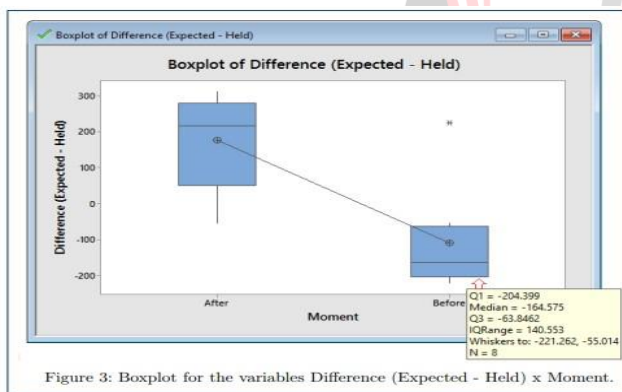 Boxplot of Difference (Expected - Held)
Boxplot of Difference (Expected - Held)
Difference (Expected - Held)
300
200
100
0
-100
-200
After
Before
Moment
Q1 = -204.399
Median = -164.575
Q3 = -63.8462
IQRange = 140.553
Whiskers to: -221.262, -55.014
N = 8
Figure 3: Boxplot for the variables Difference (Expected - Held) x Moment.